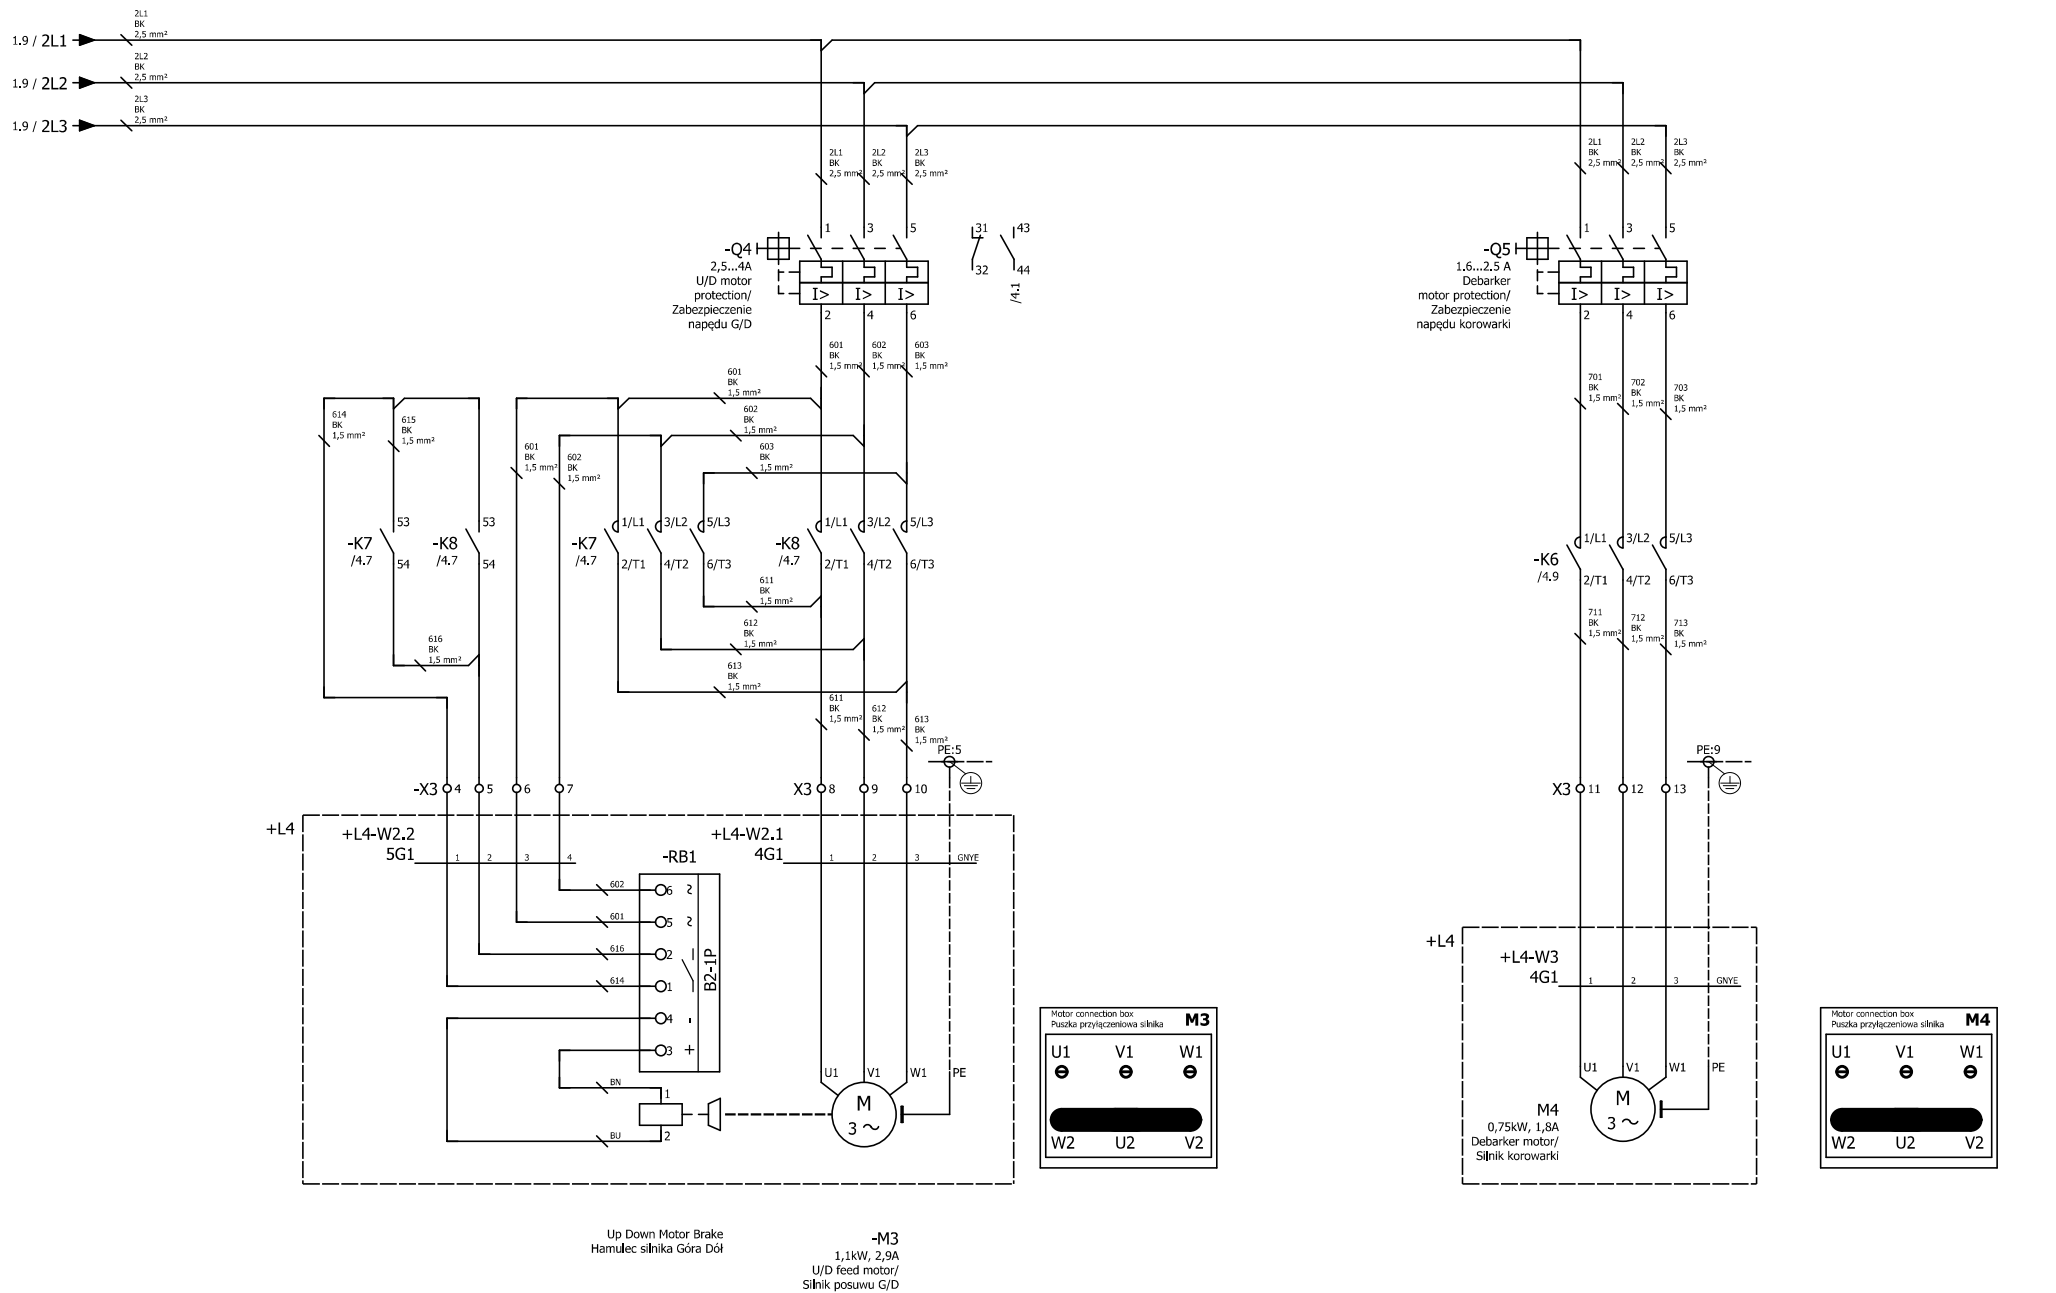 2L1
BK
1.9 / 2L1
2,5 mm²
2L2
BK
1.9 / 2L2
2,5 mm²
2L3
BK
1.9 / 2L3
2,5 mm²
2L1
BK
2,5 mm²
2L2
BK
2,5 mm²
2L3
BK
2,5 mm²
2L1
BK
2,5 mm²
2L2
BK
2,5 mm²
2L3
BK
2,5 mm²
1 3 5
31 43
32 44
/4.1
-Q4
2,5...4A
U/D motor
protection/
Zabezpieczenie
napędu G/D
I> I> I>
2 4 6
1 3 5
-Q5
1.6...2.5 A
Debarker
motor protection/
Zabezpieczenie
napędu korowarki
I> I> I>
2 4 6
601
BK
1,5 mm²
602
BK
1,5 mm²
603
BK
1,5 mm²
601
BK
1,5 mm²
602
BK
1,5 mm²
603
BK
1,5 mm²
614
BK
1,5 mm²
615
BK
1,5 mm²
601
BK
1,5 mm²
602
BK
1,5 mm²
701
BK
1,5 mm²
702
BK
1,5 mm²
703
BK
1,5 mm²
53
-K7
/4.7
54
53
-K8
/4.7
54
1/L1 3/L2 5/L3
-K7
/4.7
2/T1 4/T2 6/T3
1/L1 3/L2 5/L3
-K8
/4.7
2/T1 4/T2 6/T3
1/L1 3/L2 5/L3
-K6
/4.9
2/T1 4/T2 6/T3
611
BK
1,5 mm²
612
BK
1,5 mm²
613
BK
1,5 mm²
616
BK
1,5 mm²
611
BK
1,5 mm²
612
BK
1,5 mm²
613
BK
1,5 mm²
711
BK
1,5 mm²
712
BK
1,5 mm²
713
BK
1,5 mm²
PE:5
PE:9
-X3 4 5 6 7
X3 8 9 10
X3 11 12 13
+L4
+L4-W2.2
5G1
1 2 3 4
+L4-W2.1
4G1
1 2 3 GNYE
-RB1
602 6 ~
601 5 ~
616 2
614 1
4 -
3 +
B2-1P
BN
1
BU
2
U1 V1 W1 PE
M
3 ~
+L4
+L4-W3
4G1
1 2 3 GNYE
U1 V1 W1 PE
M
3 ~
M4
0,75kW, 1,8A
Debarker motor/
Silnik korowarki
Motor connection box
Puszka przyłączeniowa silnika
M3
U1 V1 W1
W2 U2 V2
Motor connection box
Puszka przyłączeniowa silnika
M4
U1 V1 W1
W2 U2 V2
Up Down Motor Brake
Hamulec silnika Góra Dół
-M3
1,1kW, 2,9A
U/D feed motor/
Silnik posuwu G/D